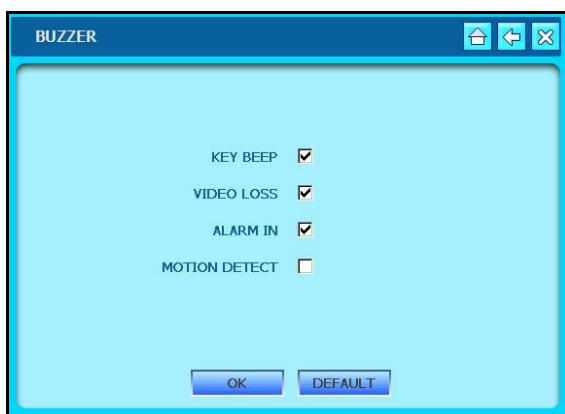 BUZZER
KEY BEEP
VIDEO LOSS
ALARM IN
MOTION DETECT
OK DEFAULT